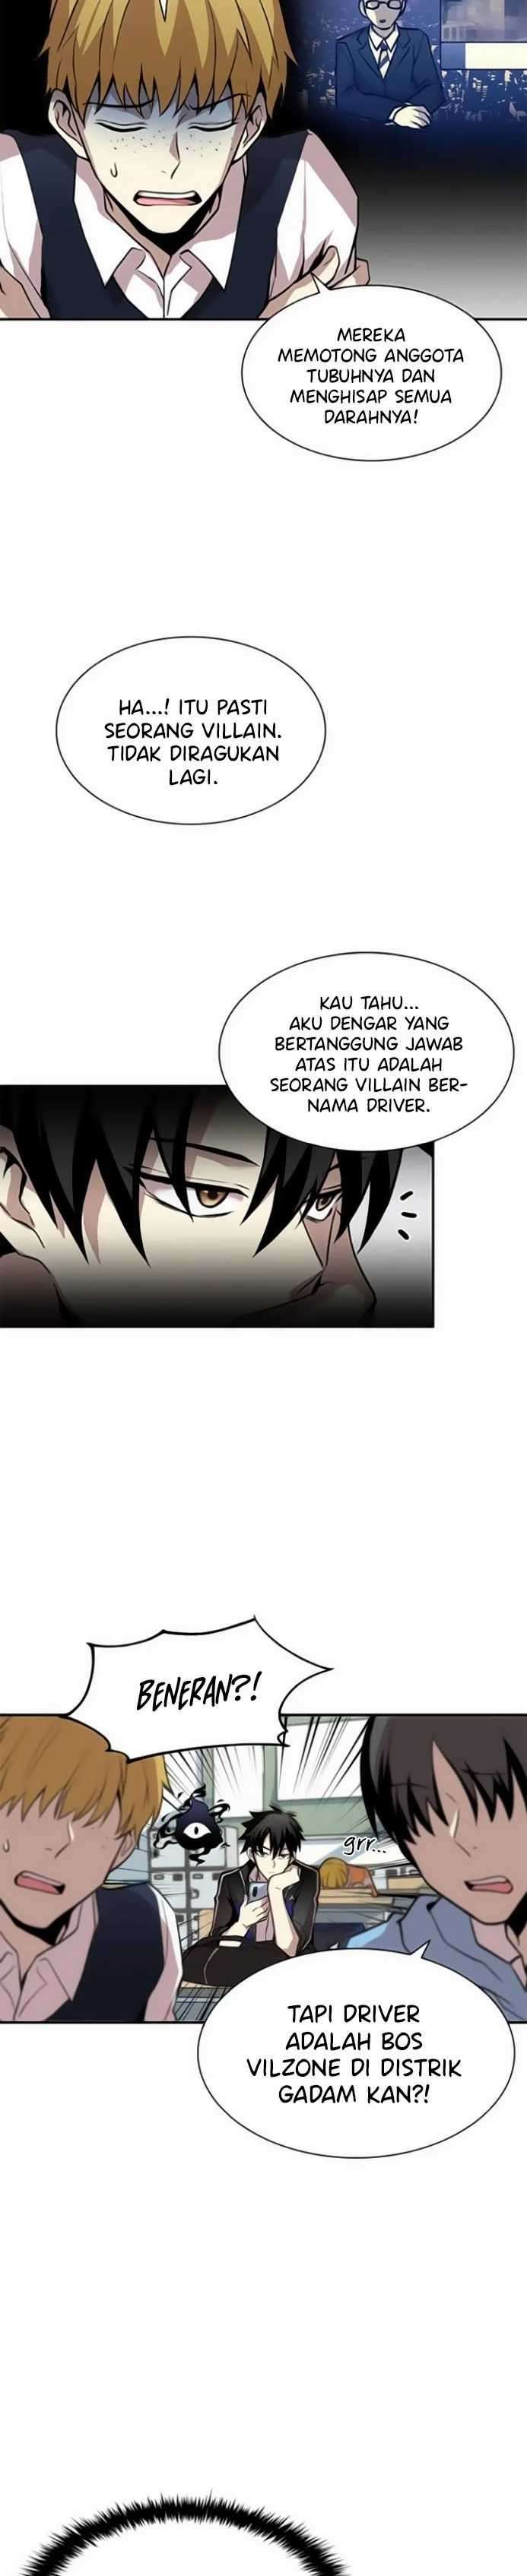 MEREKA
MEMOTONG ANGGOTA
TUBUHNYA DAN
MENGHISAP SEMUA
DARAHNYA!
HA...! ITU PASTI
SEORANG VILLAIN.
TIDAK DIRAGUKAN
LAGI.
KAU TAHU...
AKU DENGAR YANG
BERTANGGUNG JAWAB
ATAS ITU ADALAH
SEORANG VILLAIN BER-
NAMA DRIVER.
BENERAN?!
grr...
TAPI DRIVER
ADALAH BOS
VILZONE DI DISTRIK
GADAM KAN?!